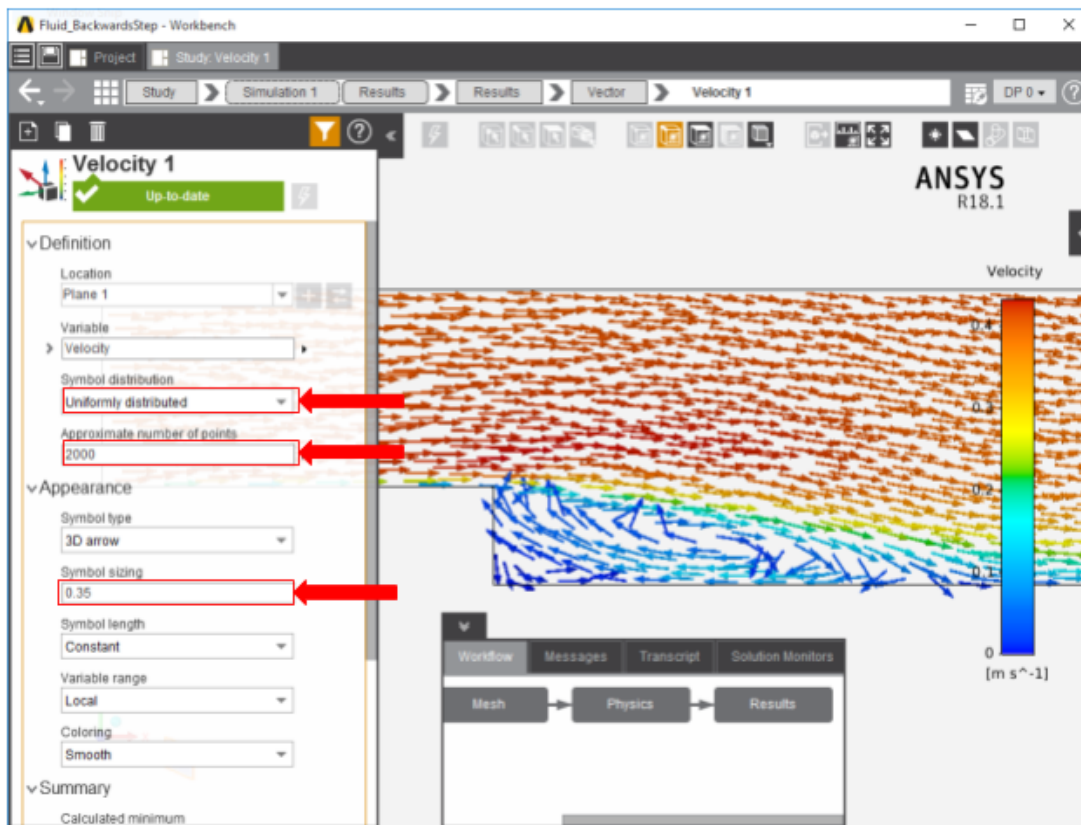 Fluid_BackwardsStep - Workbench
Project
Study: Velocity 1
Study
Simulation 1
Results
Results
Vector
Velocity 1
DP 0
Velocity 1
Up-to-date
Definition
Location
Plane 1
Variable
Velocity
Symbol distribution
Uniformly distributed
Approximate number of points
2000
Appearance
Symbol type
3D arrow
Symbol sizing
0.35
Symbol length
Constant
Variable range
Local
Coloring
Smooth
Summary
Calculated minimum
ANSYS
R18.1
Velocity
0.4
0.3
0.2
0.1
0
[m s^-1]
Workflow
Messages
Transcript
Solution Monitors
Mesh
Physics
Results